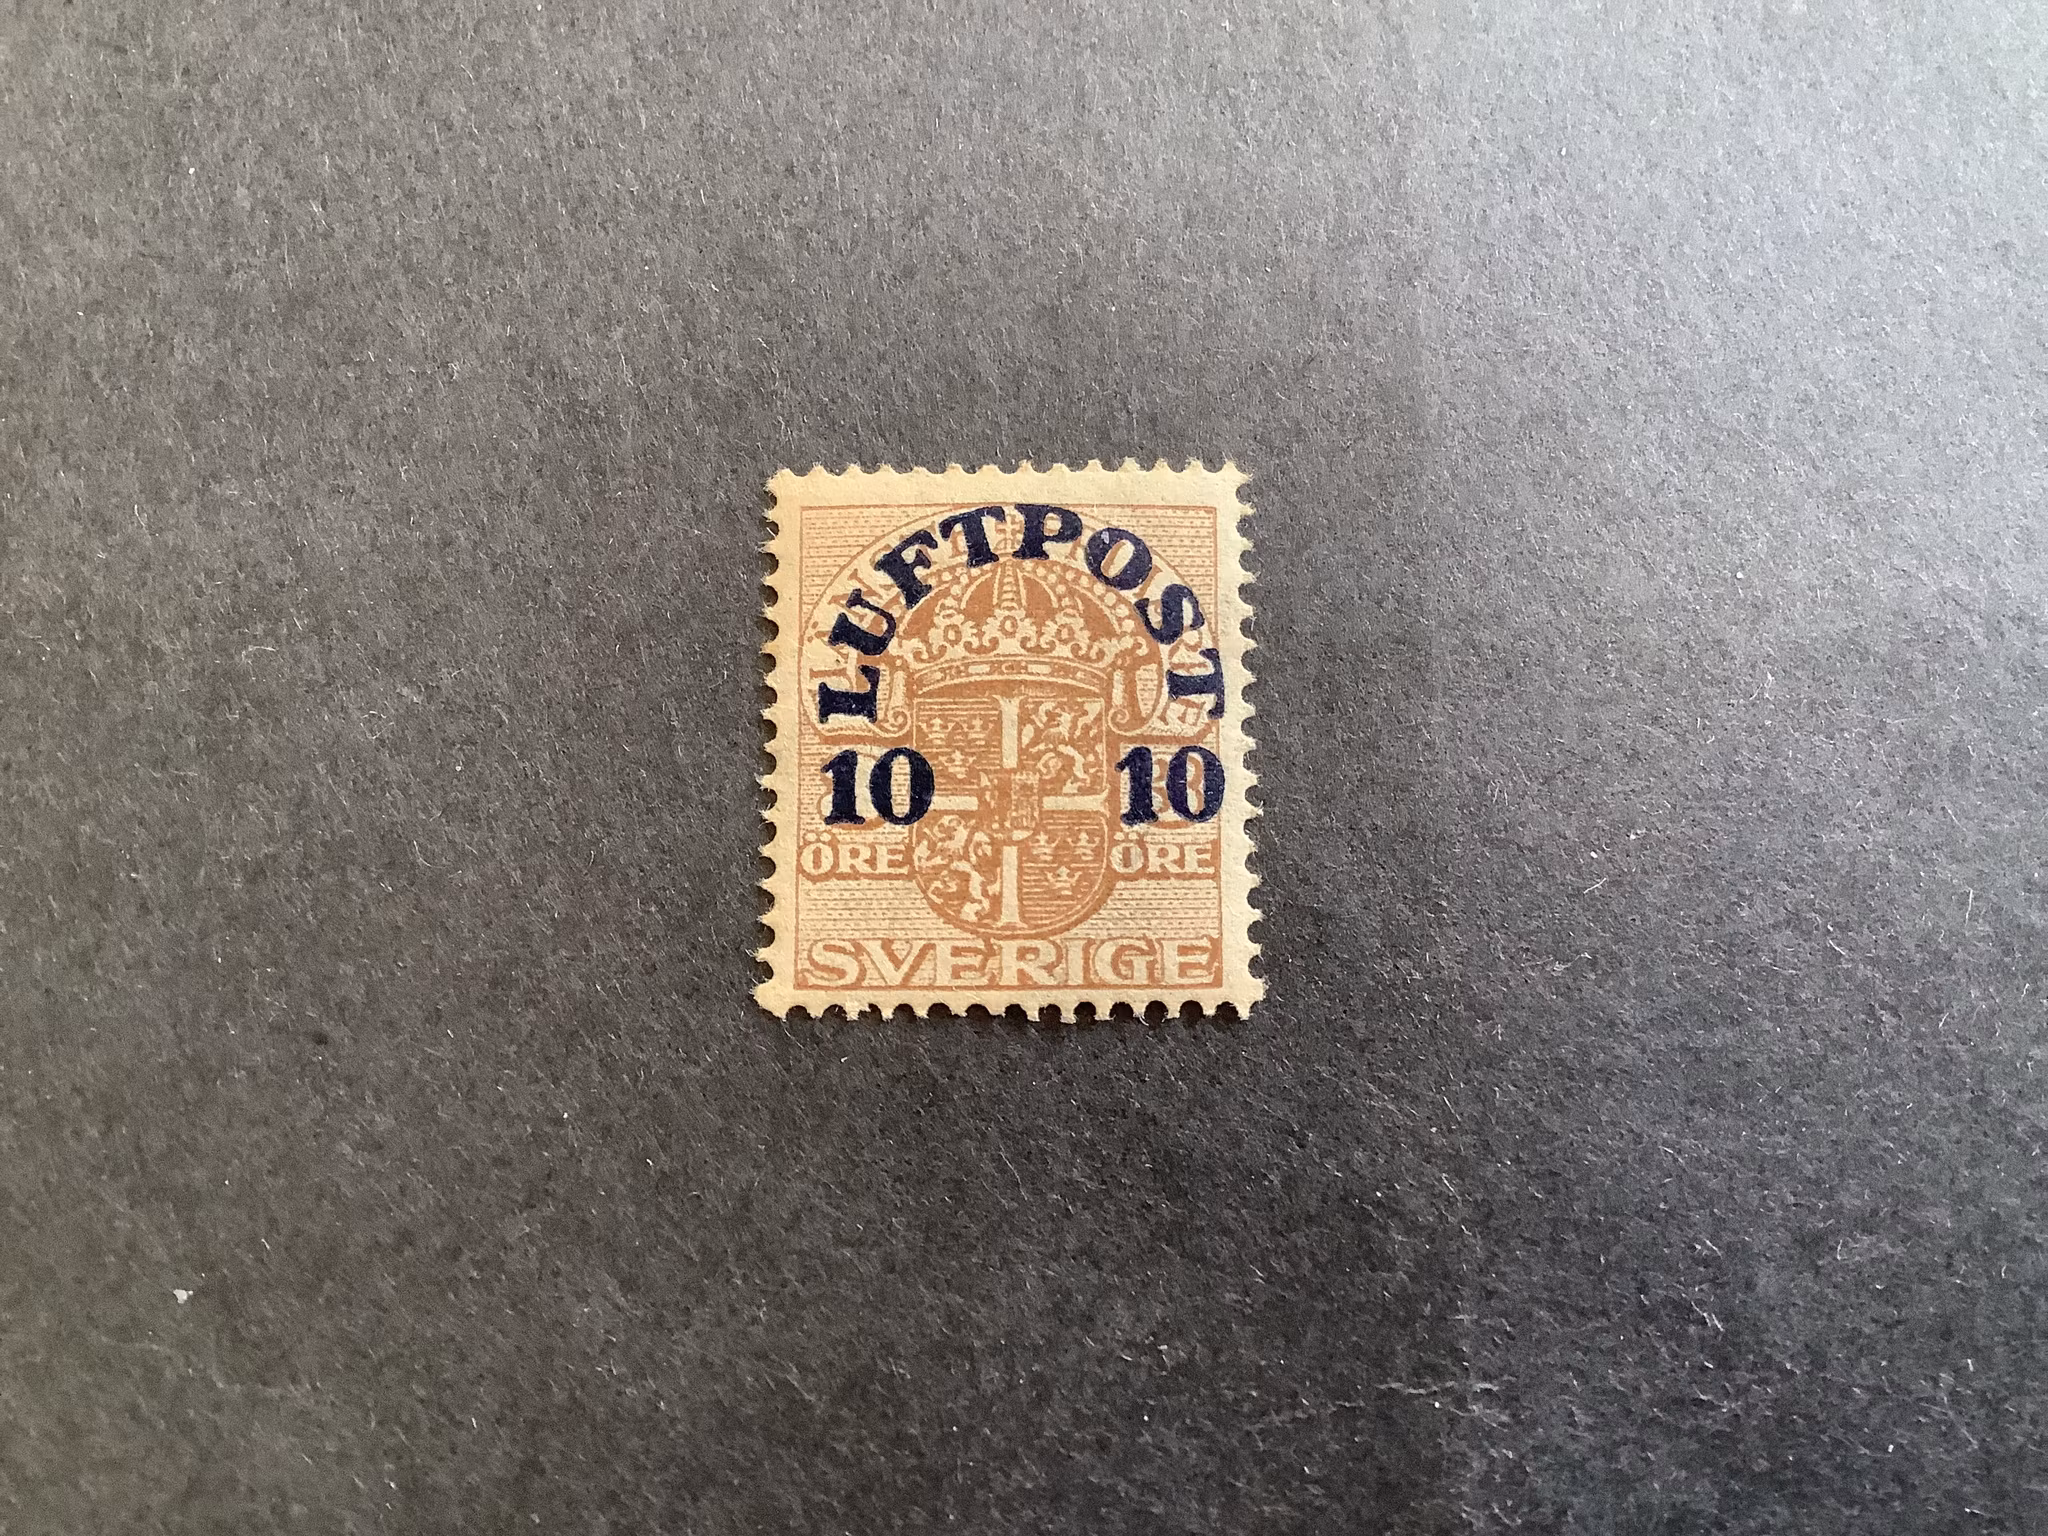 LUFTPOST
10 10
ÖRE ÖRE
SVERIGE